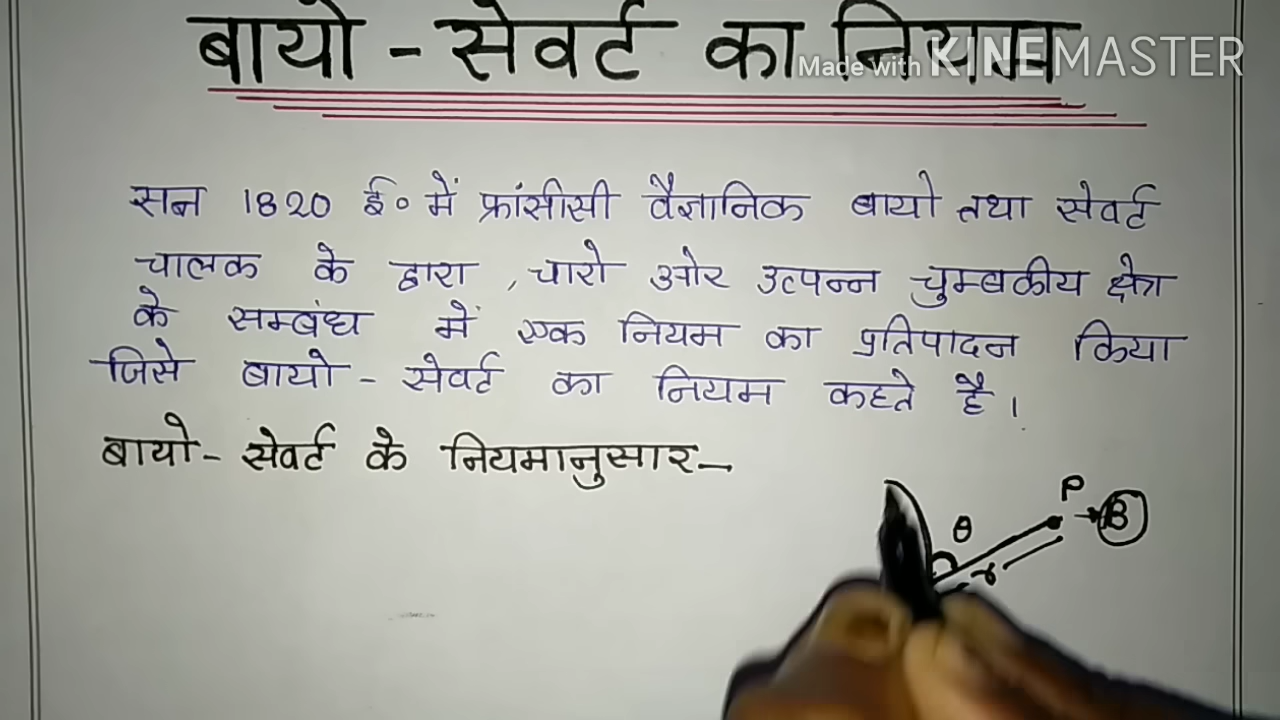 बायो - सेवर्ट का नियम
Made with KINEMASTER
सन 1820 ई० में फ्रांसीसी वैज्ञानिक बायो तथा सेवर्ट
चालक के द्वारा , चारो ओर उत्पन्न चुम्बकीय क्षेत्र
के सम्बंध में एक नियम का प्रतिपादन किया
जिसे बायो - सेवर्ट का नियम कहते है ।
बायो - सेवर्ट के नियमानुसार –
P
θ
B
r